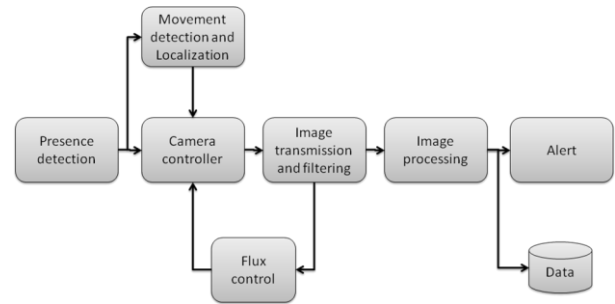 Movement
detection and
Localization
Presence
detection
Camera
controller
Image
transmission
and filtering
Image
processing
Alert
Flux
control
Data